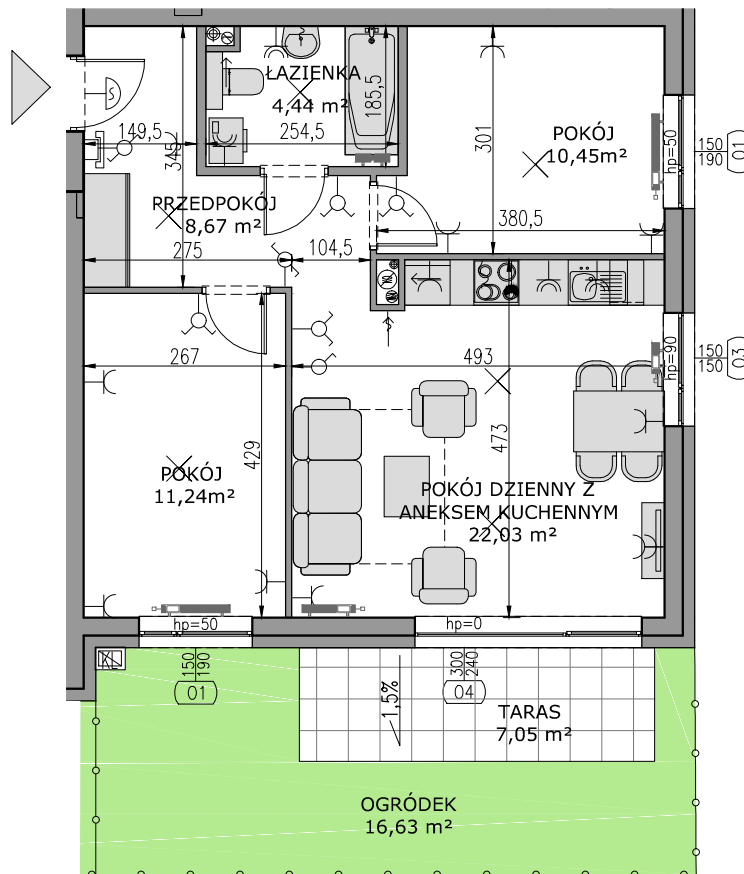 ŁAZIENKA
4,44 m²
185,5
254,5
149,5
345
S
301
POKÓJ
10,45m²
hp=50
150
190
01
PRZEDPOKÓJ
8,67 m²
275
104,5
380,5
267
493
hp=90
150
150
03
429
473
POKÓJ
11,24m²
POKÓJ DZIENNY Z
ANEKSEM KUCHENNYM
22,03 m²
hp=50
hp=0
150
190
01
300
240
04
1,5%
TARAS
7,05 m²
OGRÓDEK
16,63 m²